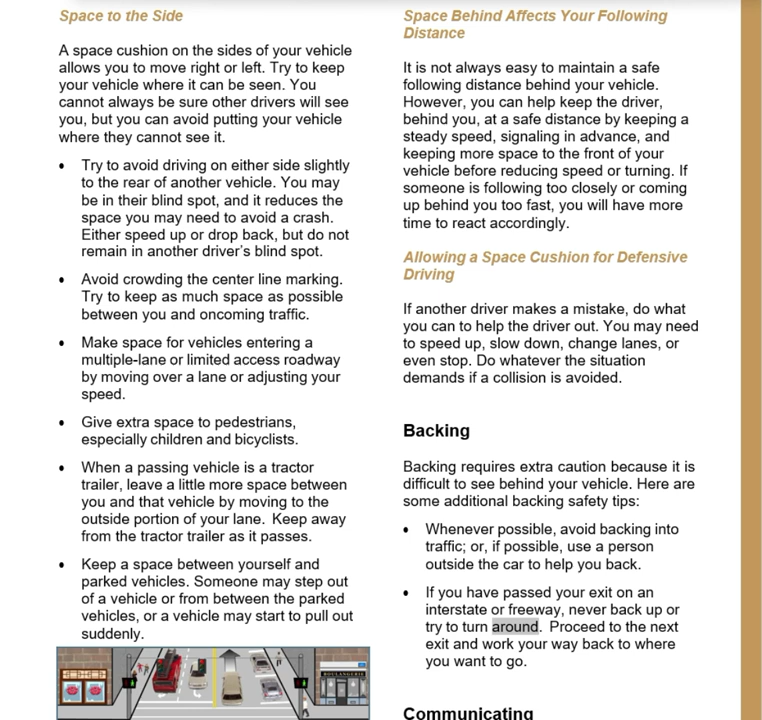 Space to the Side
A space cushion on the sides of your vehicle
allows you to move right or left. Try to keep
your vehicle where it can be seen. You
cannot always be sure other drivers will see
you, but you can avoid putting your vehicle
where they cannot see it.
• Try to avoid driving on either side slightly
to the rear of another vehicle. You may
be in their blind spot, and it reduces the
space you may need to avoid a crash.
Either speed up or drop back, but do not
remain in another driver's blind spot.
• Avoid crowding the center line marking.
Try to keep as much space as possible
between you and oncoming traffic.
• Make space for vehicles entering a
multiple-lane or limited access roadway
by moving over a lane or adjusting your
speed.
• Give extra space to pedestrians,
especially children and bicyclists.
• When a passing vehicle is a tractor
trailer, leave a little more space between
you and that vehicle by moving to the
outside portion of your lane. Keep away
from the tractor trailer as it passes.
• Keep a space between yourself and
parked vehicles. Someone may step out
of a vehicle or from between the parked
vehicles, or a vehicle may start to pull out
suddenly.
BOULANGERIE
Space Behind Affects Your Following
Distance
It is not always easy to maintain a safe
following distance behind your vehicle.
However, you can help keep the driver,
behind you, at a safe distance by keeping a
steady speed, signaling in advance, and
keeping more space to the front of your
vehicle before reducing speed or turning. If
someone is following too closely or coming
up behind you too fast, you will have more
time to react accordingly.
Allowing a Space Cushion for Defensive
Driving
If another driver makes a mistake, do what
you can to help the driver out. You may need
to speed up, slow down, change lanes, or
even stop. Do whatever the situation
demands if a collision is avoided.
Backing
Backing requires extra caution because it is
difficult to see behind your vehicle. Here are
some additional backing safety tips:
• Whenever possible, avoid backing into
traffic; or, if possible, use a person
outside the car to help you back.
• If you have passed your exit on an
interstate or freeway, never back up or
try to turn around. Proceed to the next
exit and work your way back to where
you want to go.
Communicating